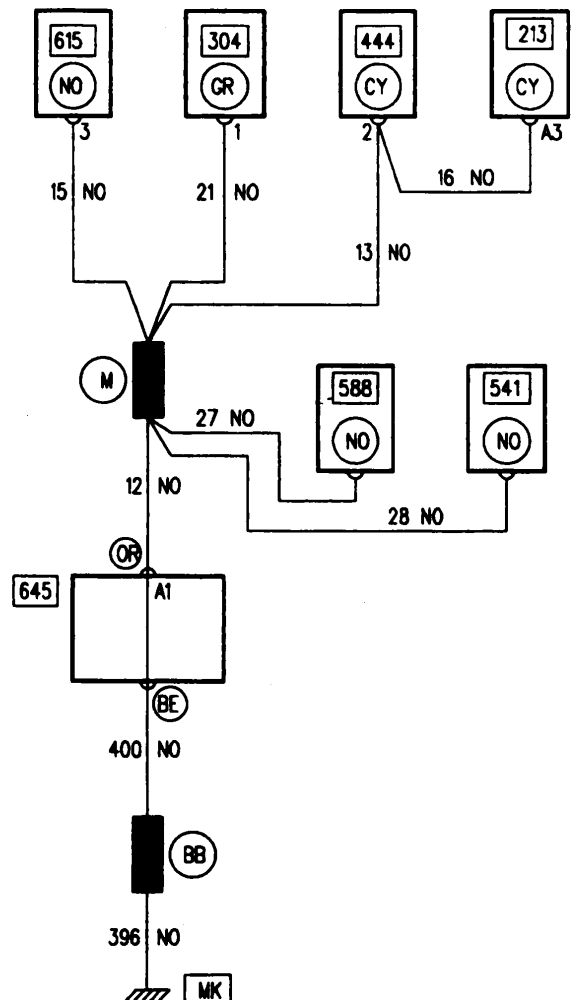 615 304 444 213
NO GR CY CY
3 1 2 A3
16 NO
15 NO 21 NO
13 NO
M
588 541
27 NO
NO NO
12 NO
28 NO
OR
645 A1
BE
400 NO
BB
396 NO
MK